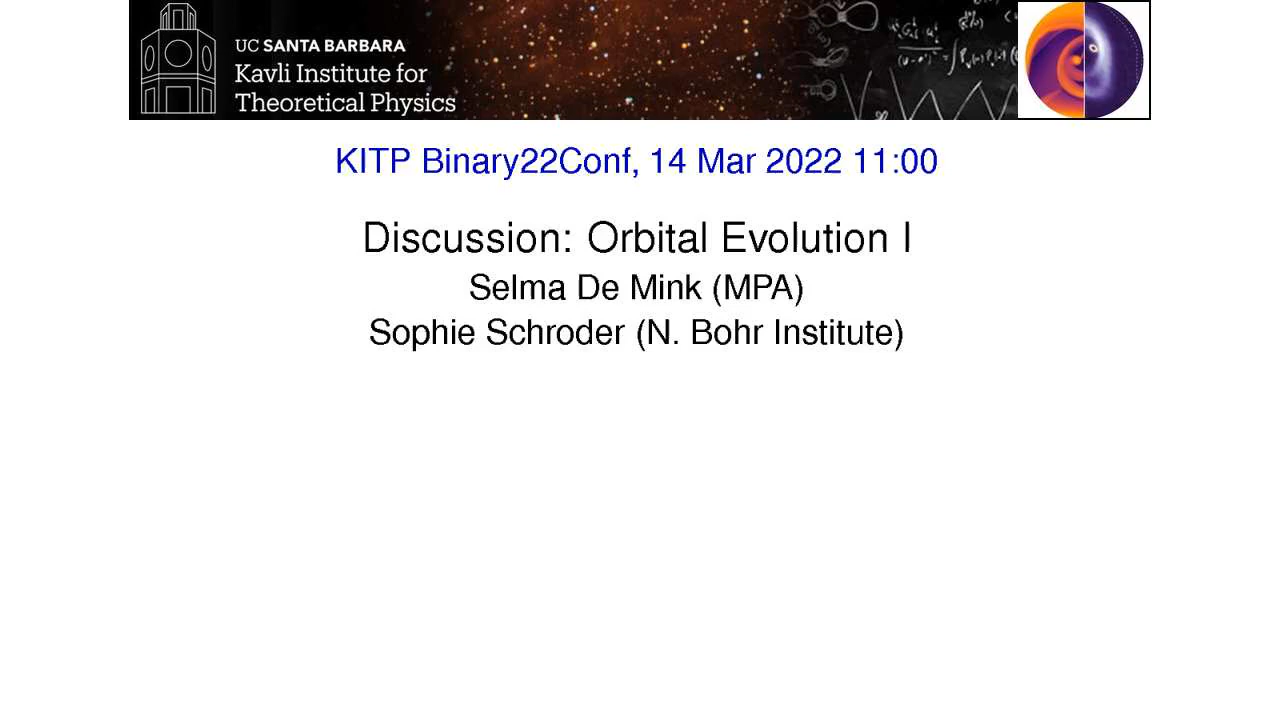 UC SANTA BARBARA
Kavli Institute for
Theoretical Physics
KITP Binary22Conf, 14 Mar 2022 11:00
Discussion: Orbital Evolution I
Selma De Mink (MPA)
Sophie Schroder (N. Bohr Institute)